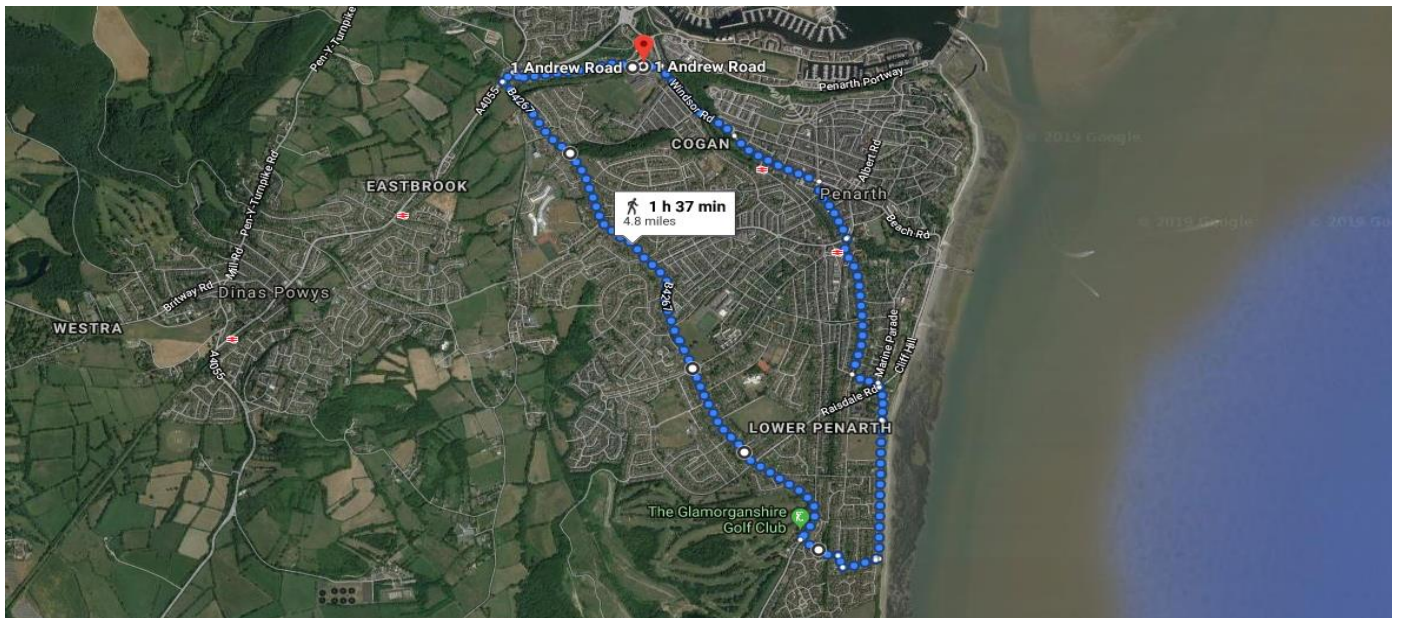 Pen-Y-Turnpike
1 Andrew Road
1 Andrew Road
A4055
B4267
Windsor Rd
Penarth Portway
© 2019 Google
COGAN
Albert Rd
Pen-Y-Turnpike Rd
EASTBROOK
Penarth
1 h 37 min
4.8 miles
Beach Rd
© 2019 Google
© 2019 Go
Mill Rd
Britway Rd
Dinas Powys
B4267
WESTRA
A4055
Marine Parade
Cliff Hill
Raisdale Rd
LOWER PENARTH
The Glamorganshire
Golf Club